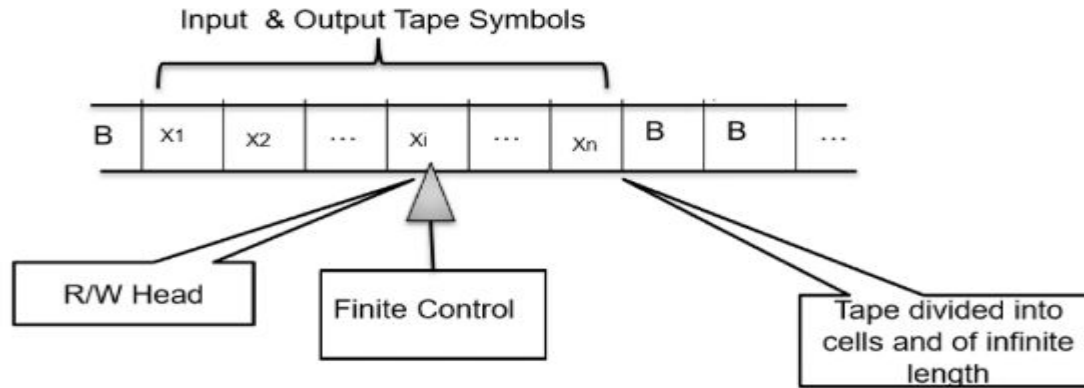 Input & Output Tape Symbols
B X1 X2 ... Xi ... Xn B B ...
R/W Head
Finite Control
Tape divided into
cells and of infinite
length